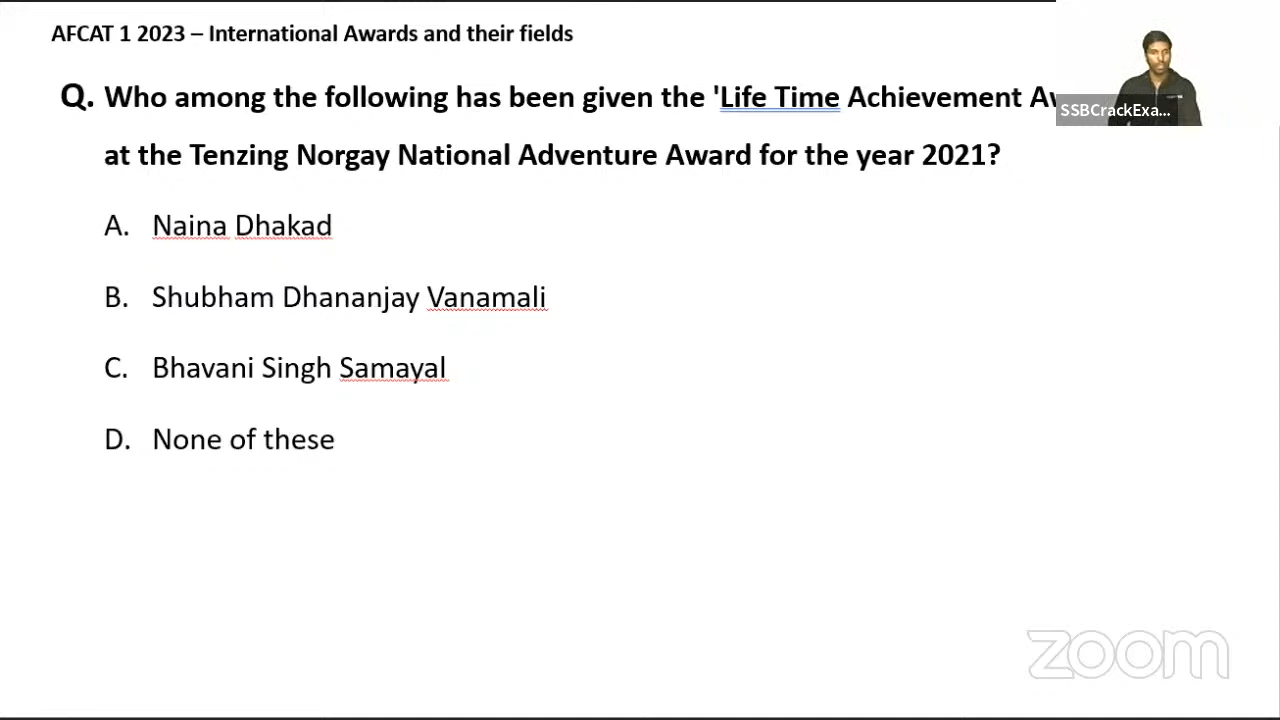 AFCAT 1 2023 – International Awards and their fields
Q. Who among the following has been given the 'Life Time Achievement
SSBCrackExa...
at the Tenzing Norgay National Adventure Award for the year 2021?
A. Naina Dhakad
B. Shubham Dhananjay Vanamali
C. Bhavani Singh Samayal
D. None of these
zoom